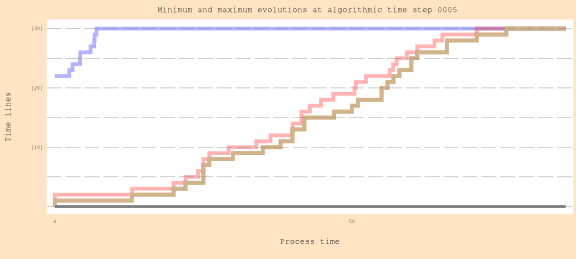 Minimum and maximum evolutions at algorithmic time step 0005
[30]
[20]
[10]
Time lines
0
50
Process time